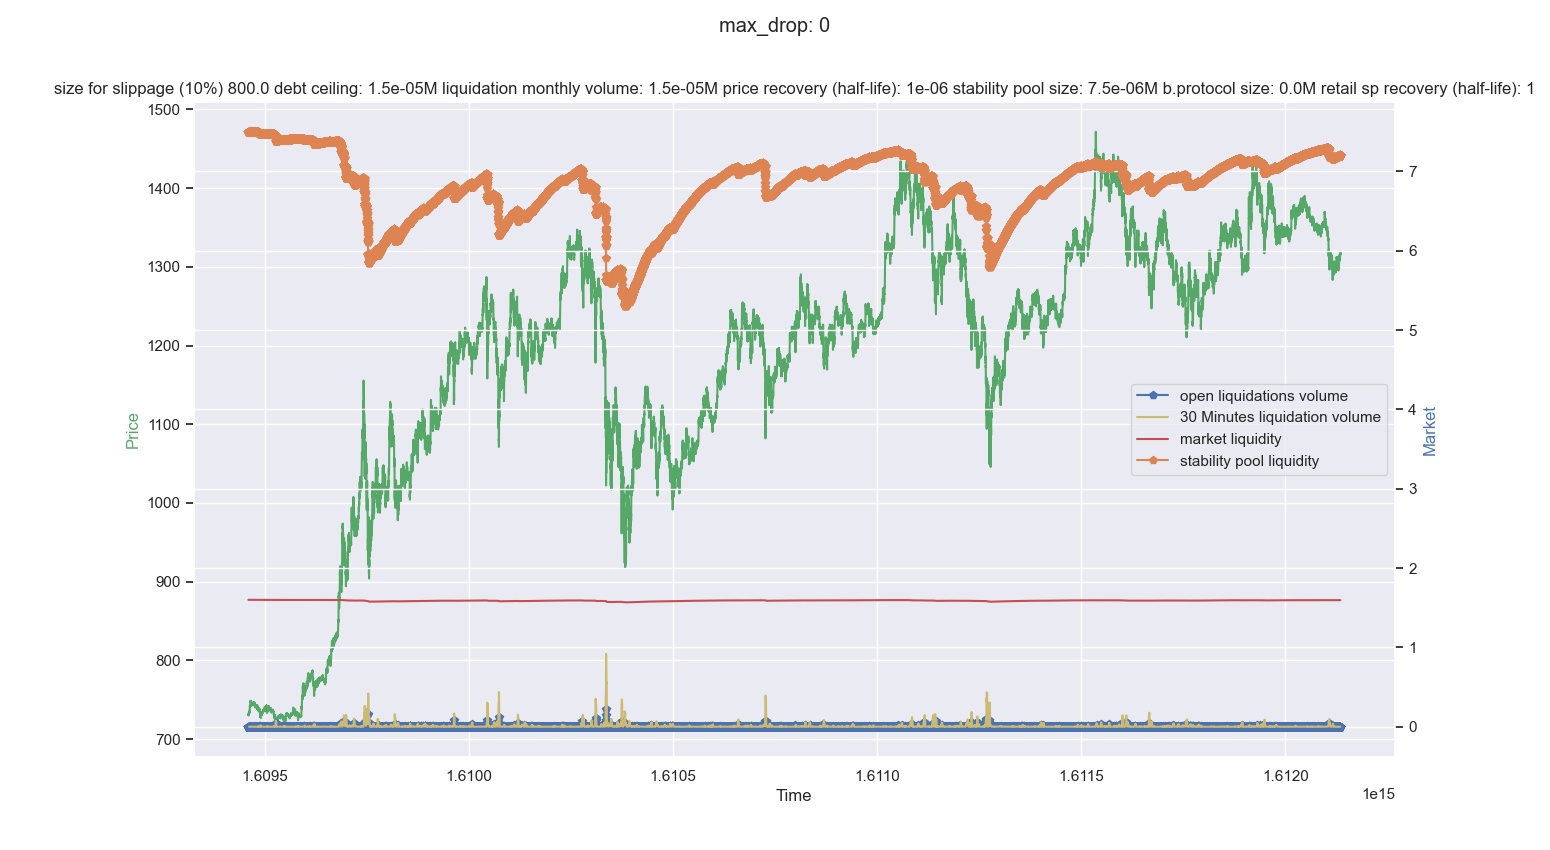 max_drop: 0
size for slippage (10%) 800.0 debt ceiling: 1.5e-05M liquidation monthly volume: 1.5e-05M price recovery (half-life): 1e-06 stability pool size: 7.5e-06M b.protocol size: 0.0M retail sp recovery (half-life): 1
1500
1400
1300
1200
1100
1000
900
800
700
Price
7
6
5
4
3
2
1
0
Market
open liquidations volume
30 Minutes liquidation volume
market liquidity
stability pool liquidity
1.6095
1.6100
1.6105
1.6110
1.6115
1.6120
1e15
Time